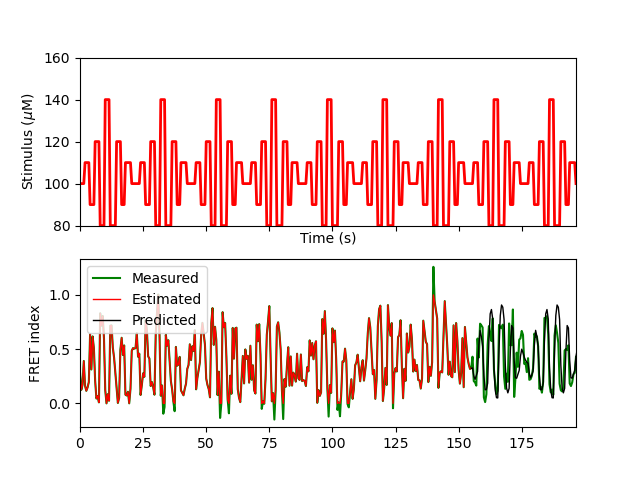 160
140
120
100
80
Stimulus (μM)
Time (s)
Measured
Estimated
Predicted
1.0
0.5
0.0
FRET index
0 25 50 75 100 125 150 175